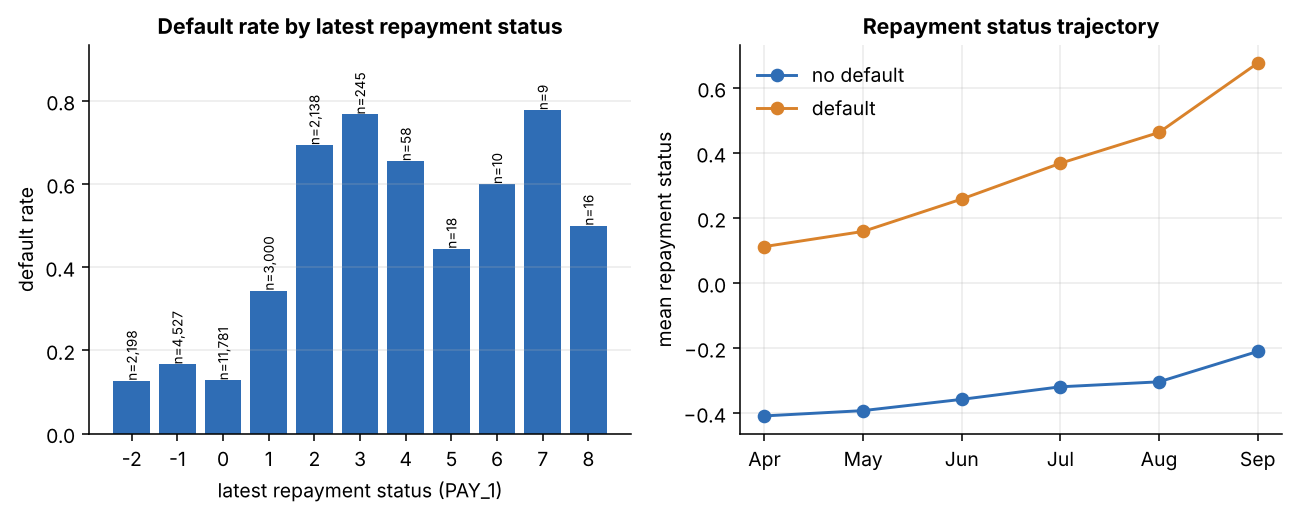 Default rate by latest repayment status
default rate
0.8
0.6
0.4
0.2
0.0
n=2,198
n=4,527
n=11,781
n=3,000
n=2,138
n=245
n=58
n=18
n=10
n=9
n=16
-2 -1 0 1 2 3 4 5 6 7 8
latest repayment status (PAY_1)
Repayment status trajectory
no default
default
mean repayment status
0.6
0.4
0.2
0.0
−0.2
−0.4
Apr May Jun Jul Aug Sep